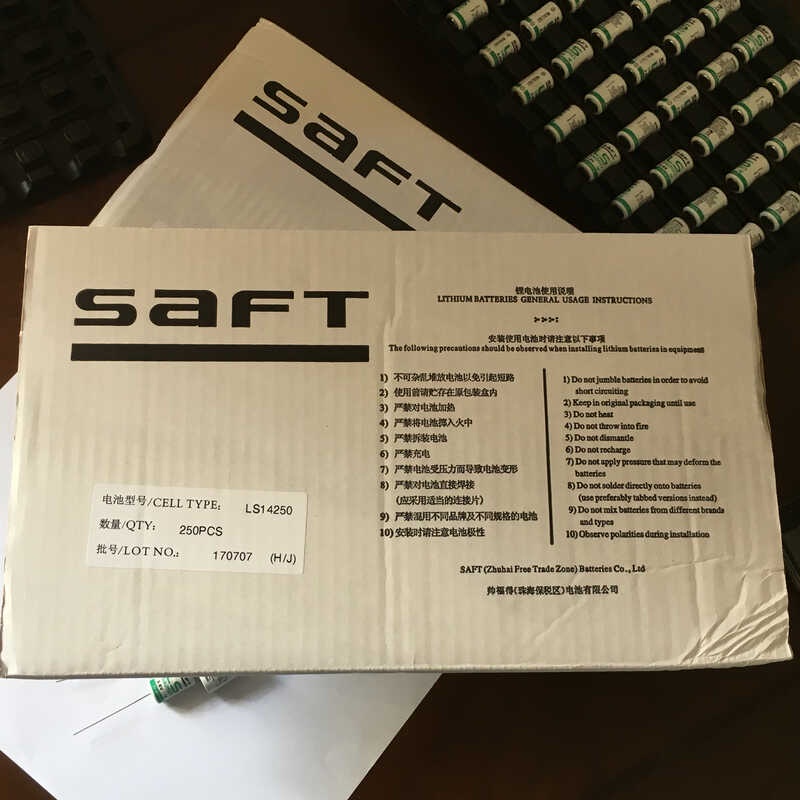 SAFT
SAFT
锂电池使用说明
LITHIUM BATTERIES GENERAL USAGE INSTRUCTIONS
安装使用电池时请注意以下事项
The following precautions should be observed when installing lithium batteries in equipment
1) 不可杂乱堆放电池以免引起短路
2) 使用前请贮存在原包装盒内
3) 严禁对电池加热
4) 严禁将电池掷入火中
5) 严禁拆装电池
6) 严禁充电
7) 严禁电池受压力而导致电池变形
8) 严禁对电池直接焊接
(应采用适当的连接片)
9) 严禁混用不同品牌及不同规格的电池
10) 安装时请注意电池极性
1) Do not jumble batteries in order to avoid
short circuiting
2) Keep in original packaging until use
3) Do not heat
4) Do not throw into fire
5) Do not dismantle
6) Do not recharge
7) Do not apply pressure that may deform the
batteries
8) Do not solder directly onto batteries
(use preferably tabbed versions instead)
9) Do not mix batteries from different brands
and types
10) Observe polarities during installation
电池型号/CELL TYPE: LS14250
数量/QTY: 250PCS
批号/LOT NO.: 170707 (H/J)
SAFT (Zhuhai Free Trade Zone) Batteries Co., Ltd
帅福得(珠海保税区)电池有限公司